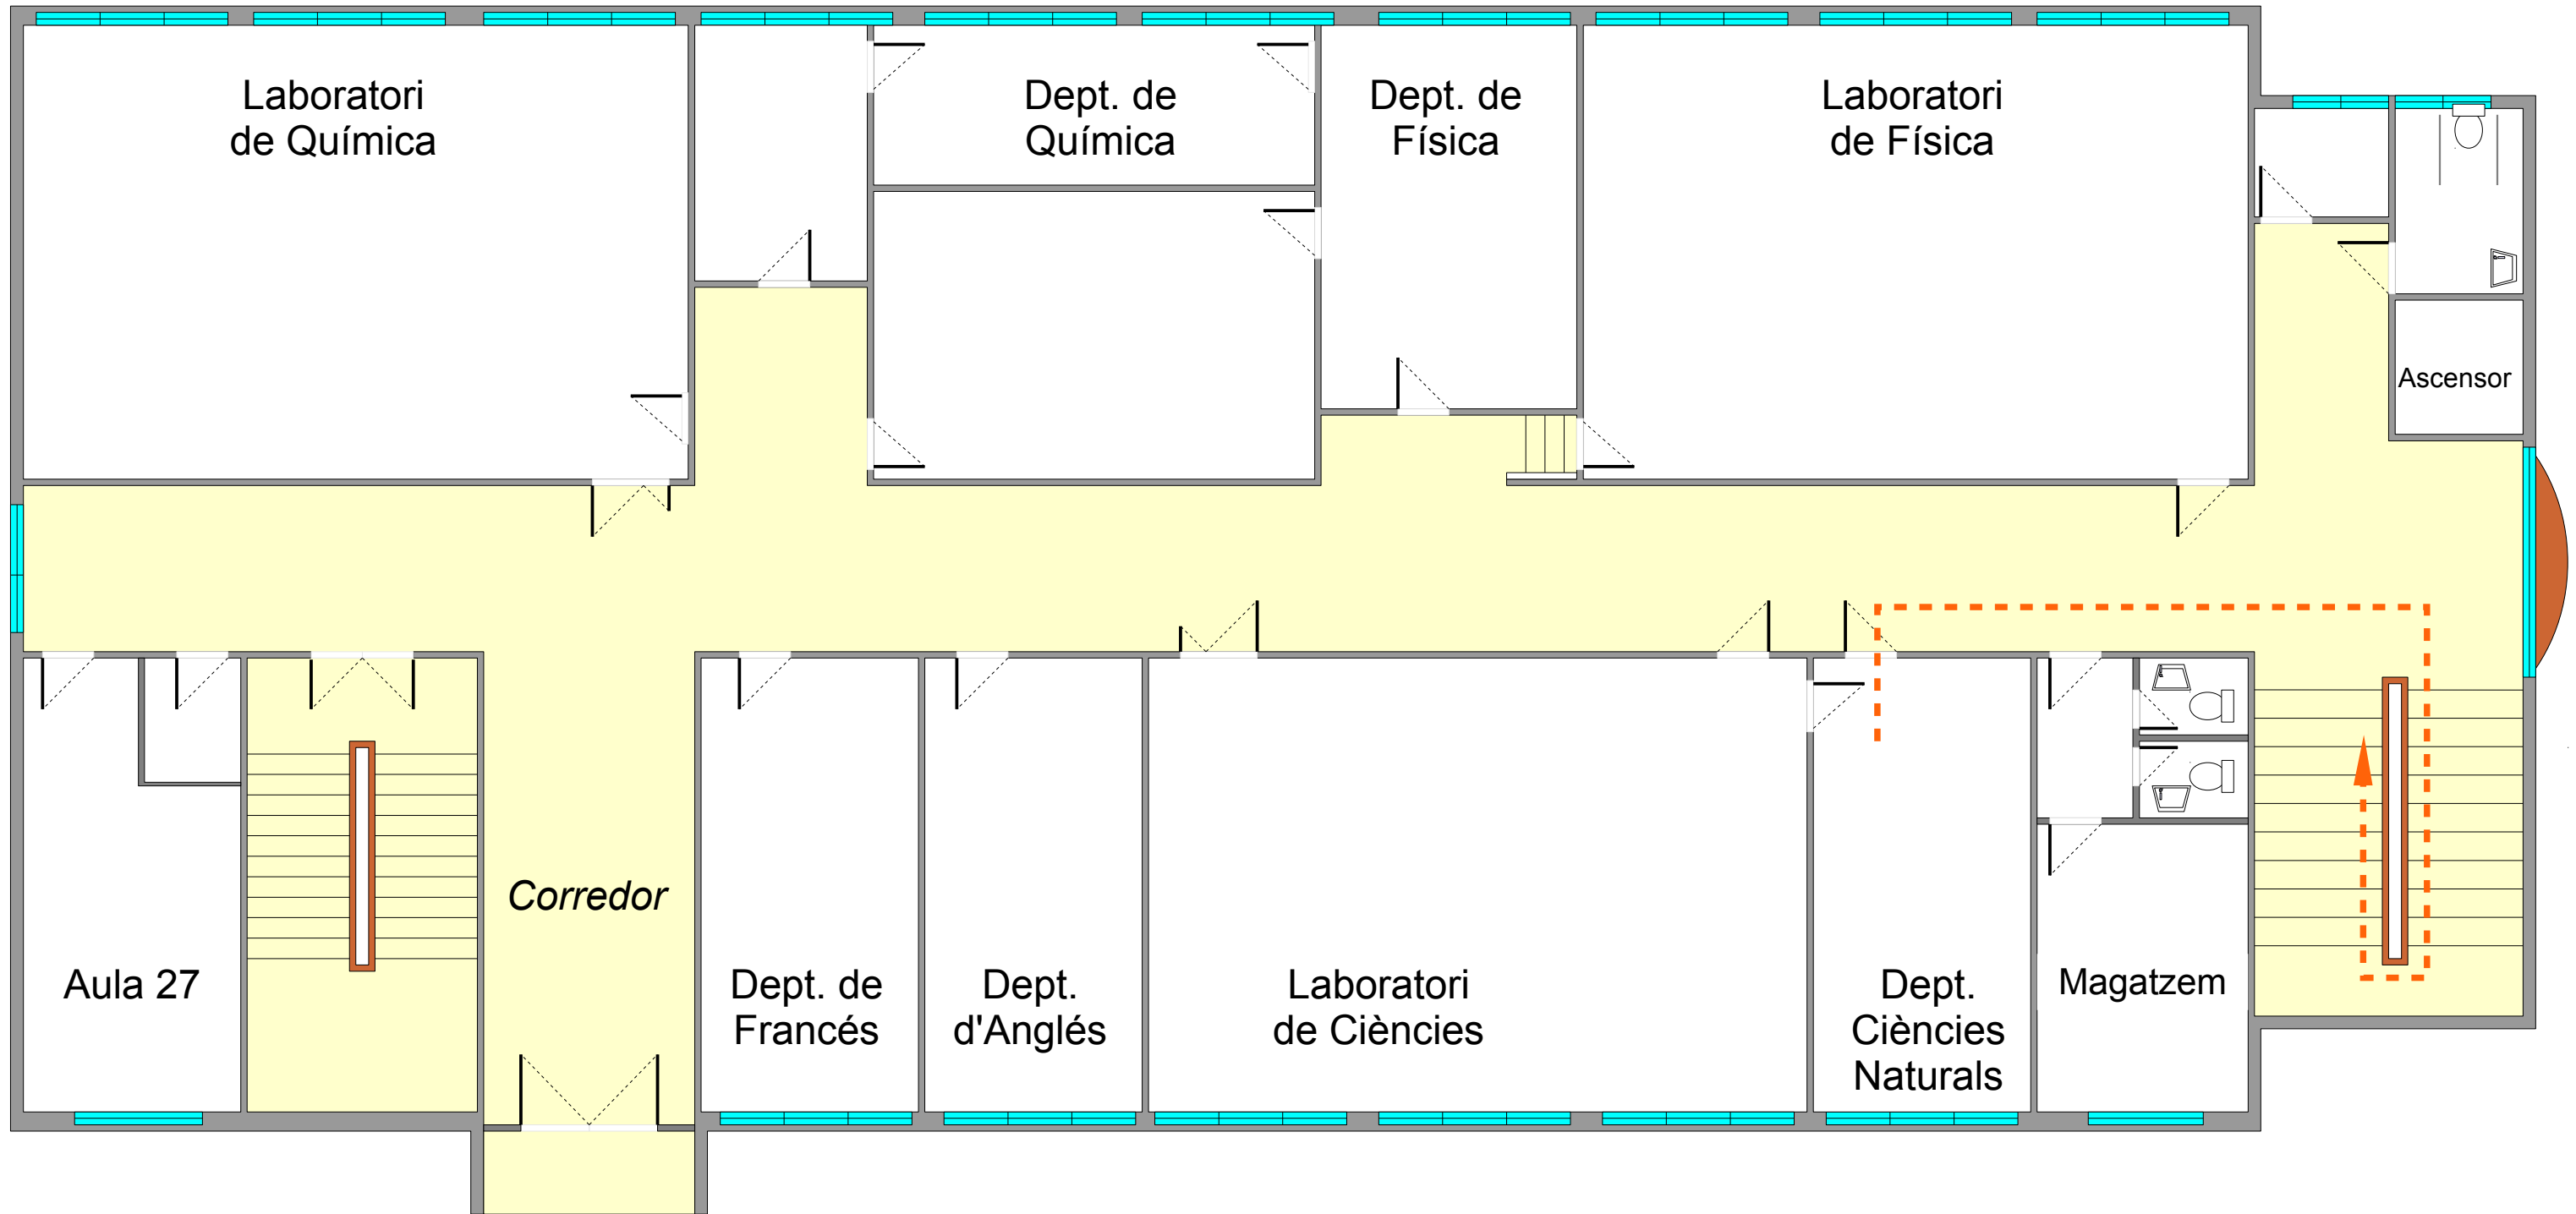 Laboratori
de Química
Dept. de
Química
Dept. de
Física
Laboratori
de Física
Ascensor
Corredor
Aula 27
Dept. de
Francés
Dept.
d'Anglés
Laboratori
de Ciències
Dept.
Ciències
Naturals
Magatzem